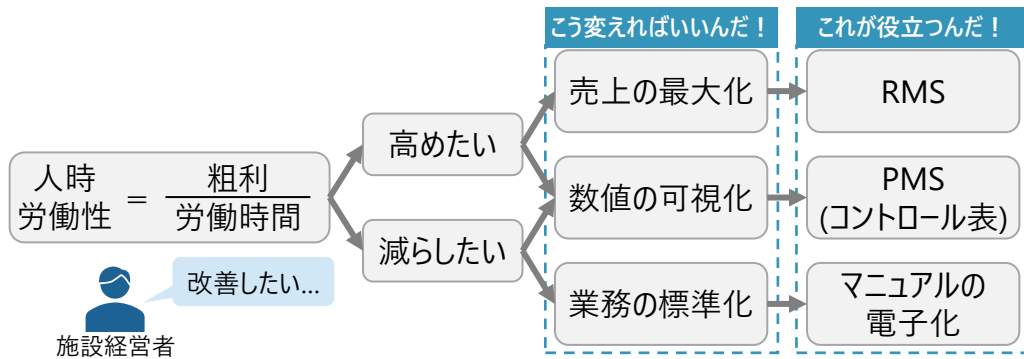 こう変えればいいんだ！
これが役立つんだ！
人時
労働性
=
粗利
労働時間
高めたい
減らしたい
売上の最大化
数値の可視化
業務の標準化
RMS
PMS
(コントロール表)
マニュアルの
電子化
改善したい...
施設経営者